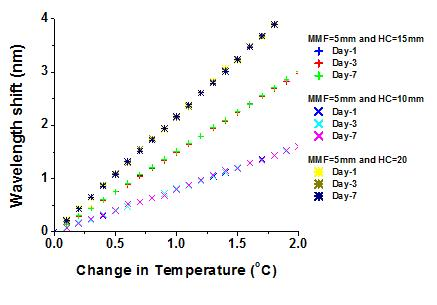 Wavelength shift (nm)
4
3
2
1
0
0.0 0.5 1.0 1.5 2.0
Change in Temperature (°C)
MMF=5mm and HC=15mm
Day-1
Day-3
Day-7
MMF=5mm and HC=10mm
Day-1
Day-3
Day-7
MMF=5mm and HC=20
Day-1
Day-3
Day-7